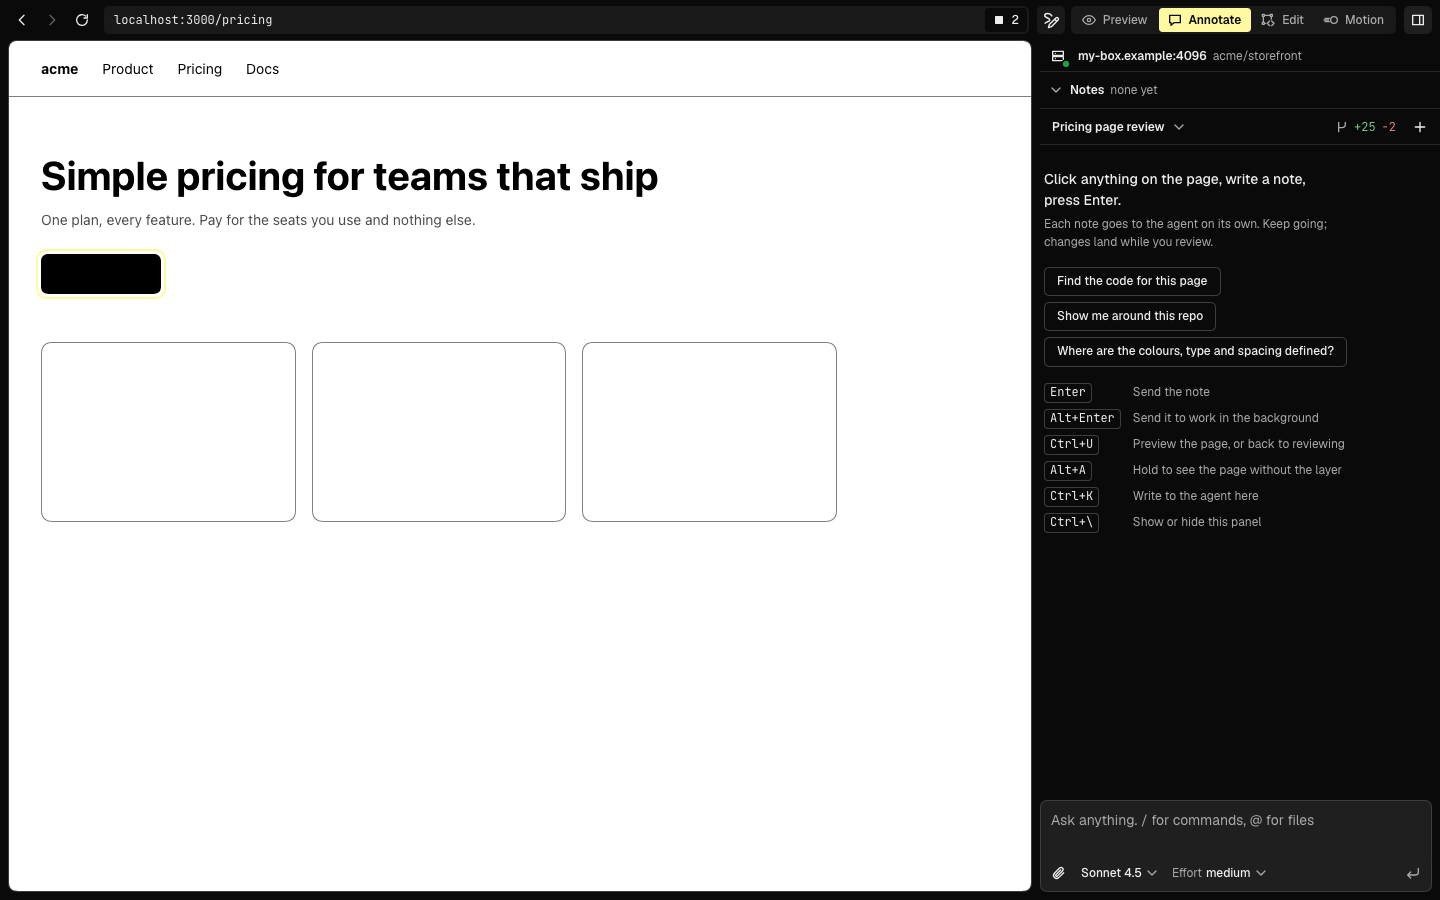 localhost:3000/pricing
2
Preview
Annotate
Edit
Motion
acme
Product
Pricing
Docs
Simple pricing for teams that ship
One plan, every feature. Pay for the seats you use and nothing else.
my-box.example:4096 acme/storefront
Notes none yet
Pricing page review
+25 -2
Click anything on the page, write a note,
press Enter.
Each note goes to the agent on its own. Keep going;
changes land while you review.
Find the code for this page
Show me around this repo
Where are the colours, type and spacing defined?
Enter Send the note
Alt+Enter Send it to work in the background
Ctrl+U Preview the page, or back to reviewing
Alt+A Hold to see the page without the layer
Ctrl+K Write to the agent here
Ctrl+\ Show or hide this panel
Ask anything. / for commands, @ for files
Sonnet 4.5
Effort medium